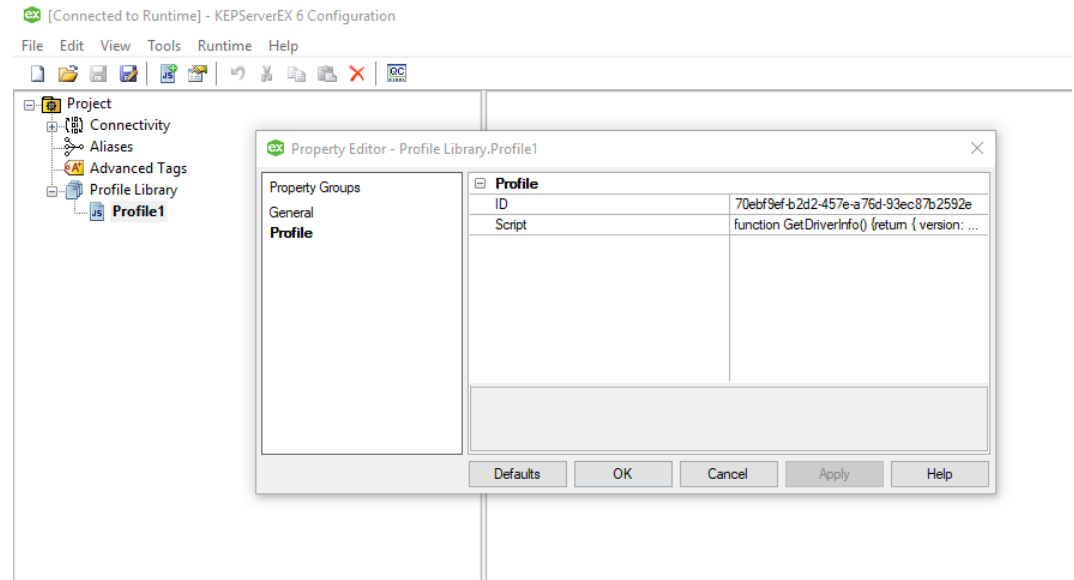 [Connected to Runtime] - KEPServerEX 6 Configuration
File Edit View Tools Runtime Help
Project
Connectivity
Aliases
Advanced Tags
Profile Library
Profile1
Property Editor - Profile Library.Profile1
Property Groups
General
Profile
Profile
ID 70ebf9ef-b2d2-457e-a76d-93ec87b2592e
Script function GetDriverInfo() {return { version: ...
Defaults OK Cancel Apply Help